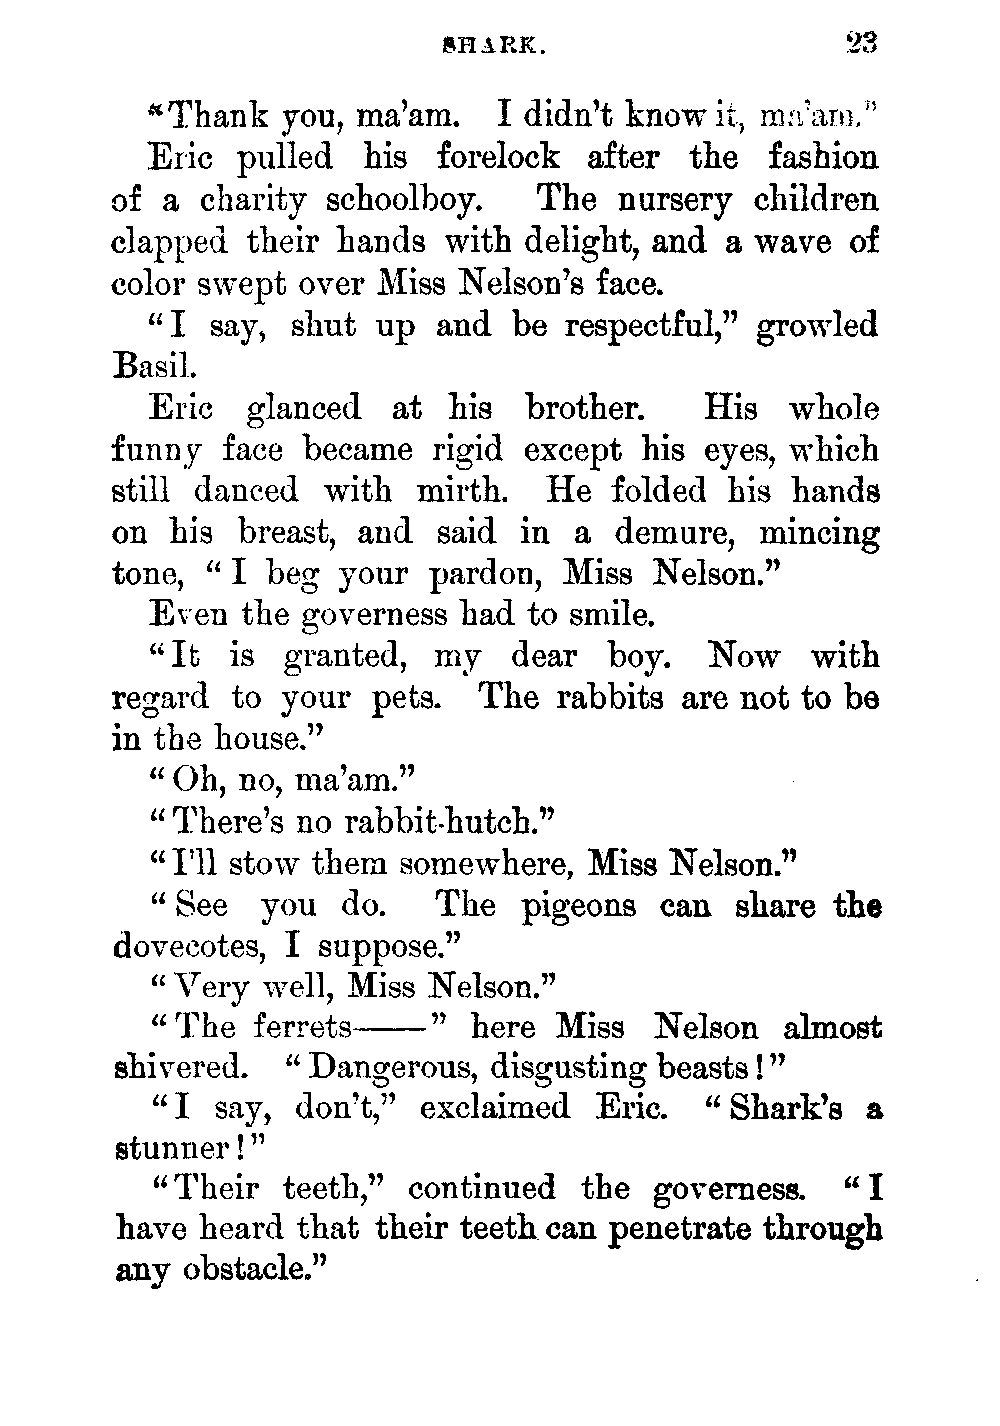 SHARK. 23
“Thank you, ma’am. I didn’t know it, ma’am.”
Eric pulled his forelock after the fashion
of a charity schoolboy. The nursery children
clapped their hands with delight, and a wave of
color swept over Miss Nelson’s face.
“I say, shut up and be respectful,” growled
Basil.
Eric glanced at his brother. His whole
funny face became rigid except his eyes, which
still danced with mirth. He folded his hands
on his breast, and said in a demure, mincing
tone, “I beg your pardon, Miss Nelson.”
Even the governess had to smile.
“It is granted, my dear boy. Now with
regard to your pets. The rabbits are not to be
in the house.”
“Oh, no, ma’am.”
“There’s no rabbit-hutch.”
“I’ll stow them somewhere, Miss Nelson.”
“See you do. The pigeons can share the
dovecotes, I suppose.”
“Very well, Miss Nelson.”
“The ferrets——” here Miss Nelson almost
shivered. “Dangerous, disgusting beasts!”
“I say, don’t,” exclaimed Eric. “Shark’s a
stunner!”
“Their teeth,” continued the governess. “I
have heard that their teeth can penetrate through
any obstacle.”